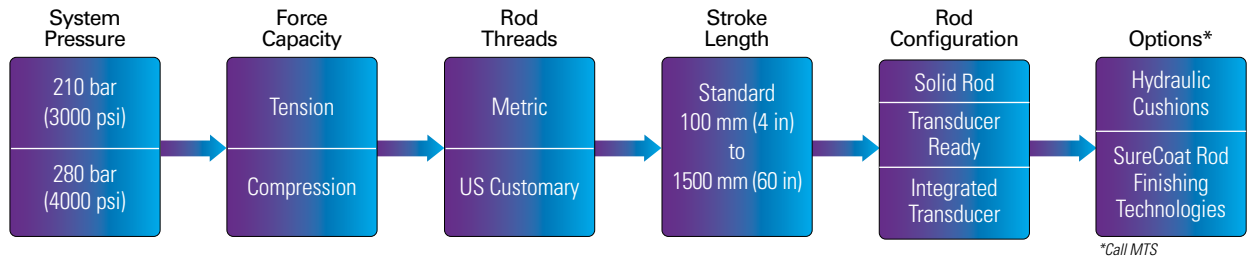 System
Pressure
210 bar
(3000 psi)
280 bar
(4000 psi)
Force
Capacity
Tension
Compression
Rod
Threads
Metric
US Customary
Stroke
Length
Standard
100 mm (4 in)
to
1500 mm (60 in)
Rod
Configuration
Solid Rod
Transducer
Ready
Integrated
Transducer
Options*
Hydraulic
Cushions
SureCoat Rod
Finishing
Technologies
*Call MTS